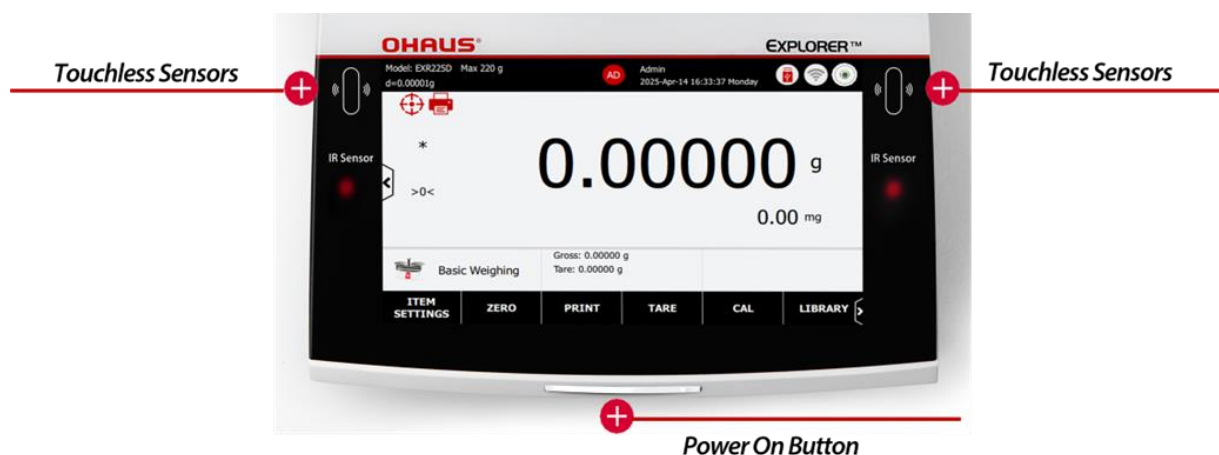 OHAUS®
EXPLORER™
Touchless Sensors
Touchless Sensors
Model: EXR225D Max 220 g
AD
Admin
d=0.00001g
2025-Apr-14 16:33:37 Monday
*
0.00000 g
IR Sensor
IR Sensor
>0<
0.00 mg
Basic Weighing
Gross: 0.00000 g
Tare: 0.00000 g
ITEM
SETTINGS
ZERO
PRINT
TARE
CAL
LIBRARY
Power On Button